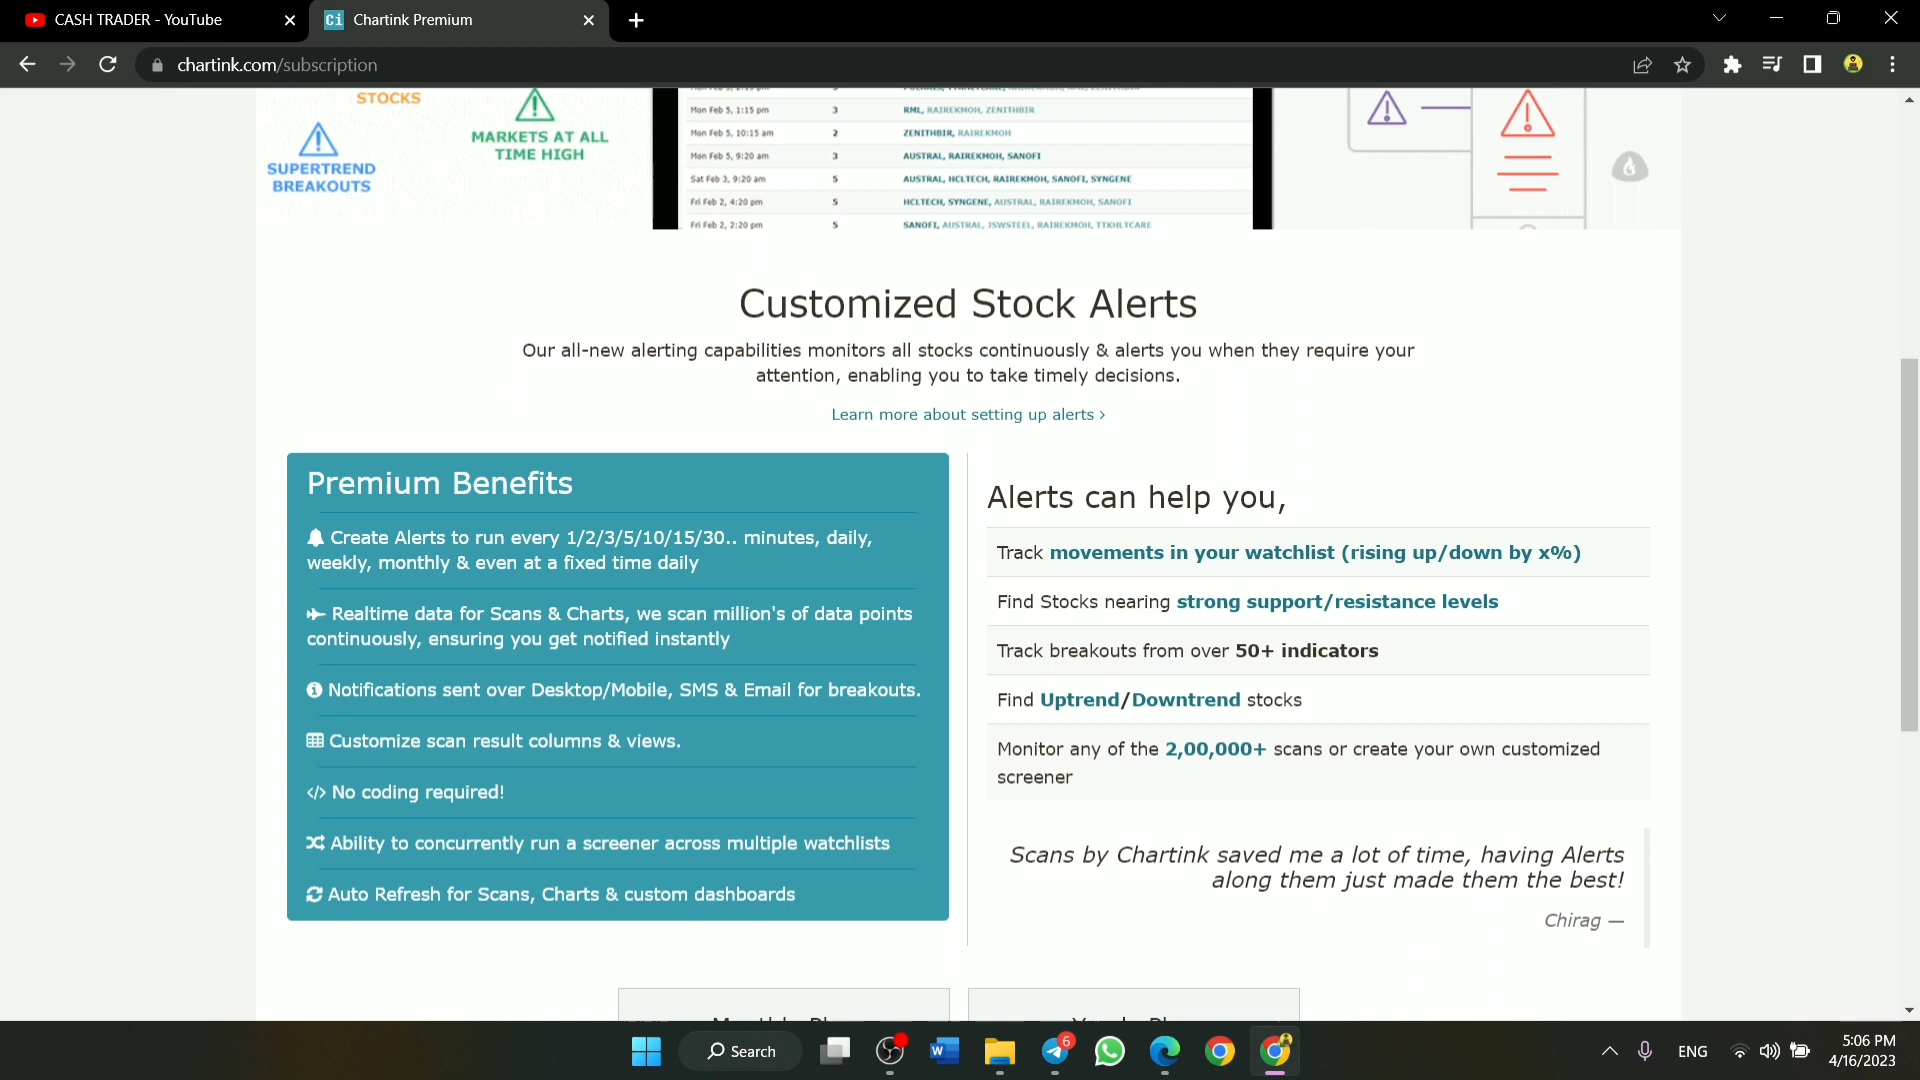 CASH TRADER - YouTube
Ci Chartink Premium
chartink.com/subscription
STOCKS
MARKETS AT ALL
TIME HIGH
SUPERTREND
BREAKOUTS
Mon Feb 5, 1:15 pm 3 RML, RAIREKMOH, ZENITHBIR
Mon Feb 5, 10:15 am 2 ZENITHBIR, RAIREKMOH
Mon Feb 5, 9:20 am 3 AUSTRAL, RAIREKMOH, SANOFI
Sat Feb 3, 9:20 am 5 AUSTRAL, HCLTECH, RAIREKMOH, SANOFI, SYNGENE
Fri Feb 2, 4:20 pm 5 HCLTECH, SYNGENE, AUSTRAL, RAIREKMOH, SANOFI
Fri Feb 2, 2:20 pm 5 SANOFI, AUSTRAL, JSWSTEEL, RAIREKMOH, TTKHLTCARE
Customized Stock Alerts
Our all-new alerting capabilities monitors all stocks continuously & alerts you when they require your
attention, enabling you to take timely decisions.
Learn more about setting up alerts ›
Premium Benefits
Create Alerts to run every 1/2/3/5/10/15/30.. minutes, daily,
weekly, monthly & even at a fixed time daily
Realtime data for Scans & Charts, we scan million's of data points
continuously, ensuring you get notified instantly
Notifications sent over Desktop/Mobile, SMS & Email for breakouts.
Customize scan result columns & views.
</> No coding required!
Ability to concurrently run a screener across multiple watchlists
Auto Refresh for Scans, Charts & custom dashboards
Alerts can help you,
Track movements in your watchlist (rising up/down by x%)
Find Stocks nearing strong support/resistance levels
Track breakouts from over 50+ indicators
Find Uptrend/Downtrend stocks
Monitor any of the 2,00,000+ scans or create your own customized
screener
Scans by Chartink saved me a lot of time, having Alerts
along them just made them the best!
Chirag —
Search
6
ENG
5:06 PM
4/16/2023